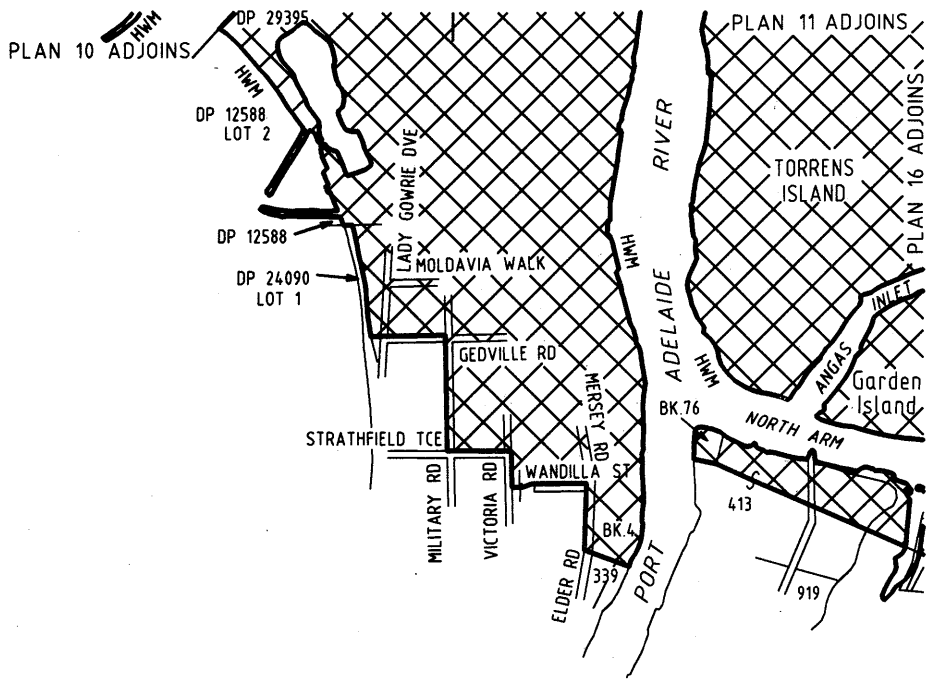 HWM
DP 29395
PLAN 10 ADJOINS
PLAN 11 ADJOINS
HWM
DP 12588
LOT 2
PLAN 16 ADJOINS
RIVER
TORRENS
ISLAND
LADY GOWRIE DVE
DP 12588
HWM
MOLDAVIA WALK
DP 24090
LOT 1
ADELAIDE
INLET
ANGAS
HWM
GEDVILLE RD
Garden
Island
MERSEY RD
BK.76
NORTH ARM
STRATHFIELD TCE
WANDILLA ST
MILITARY RD
VICTORIA RD
413
BK.4
ELDER RD
339
PORT
919